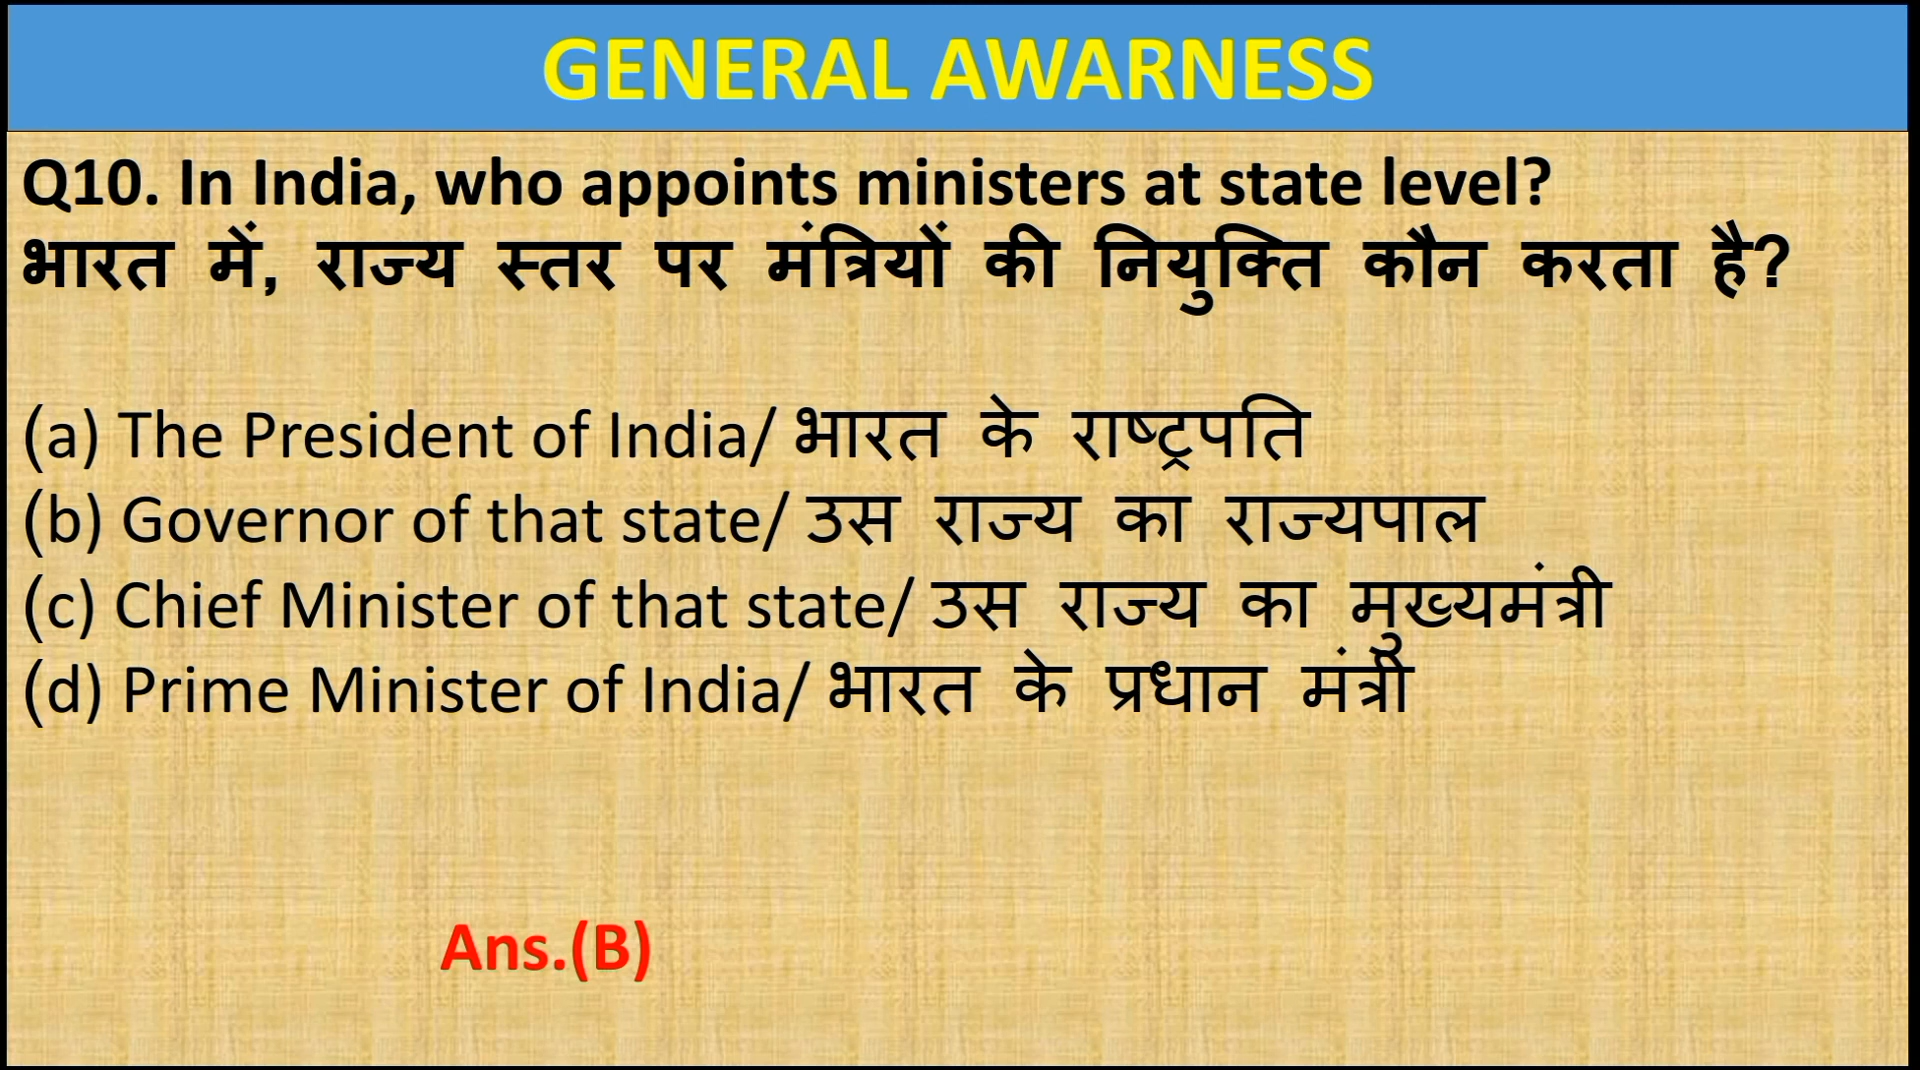 GENERAL AWARNESS
Q10. In India, who appoints ministers at state level?
भारत में, राज्य स्तर पर मंत्रियों की नियुक्ति कौन करता है?
(a) The President of India/ भारत के राष्ट्रपति
(b) Governor of that state/ उस राज्य का राज्यपाल
(c) Chief Minister of that state/ उस राज्य का मुख्यमंत्री
(d) Prime Minister of India/ भारत के प्रधान मंत्री
Ans.(B)